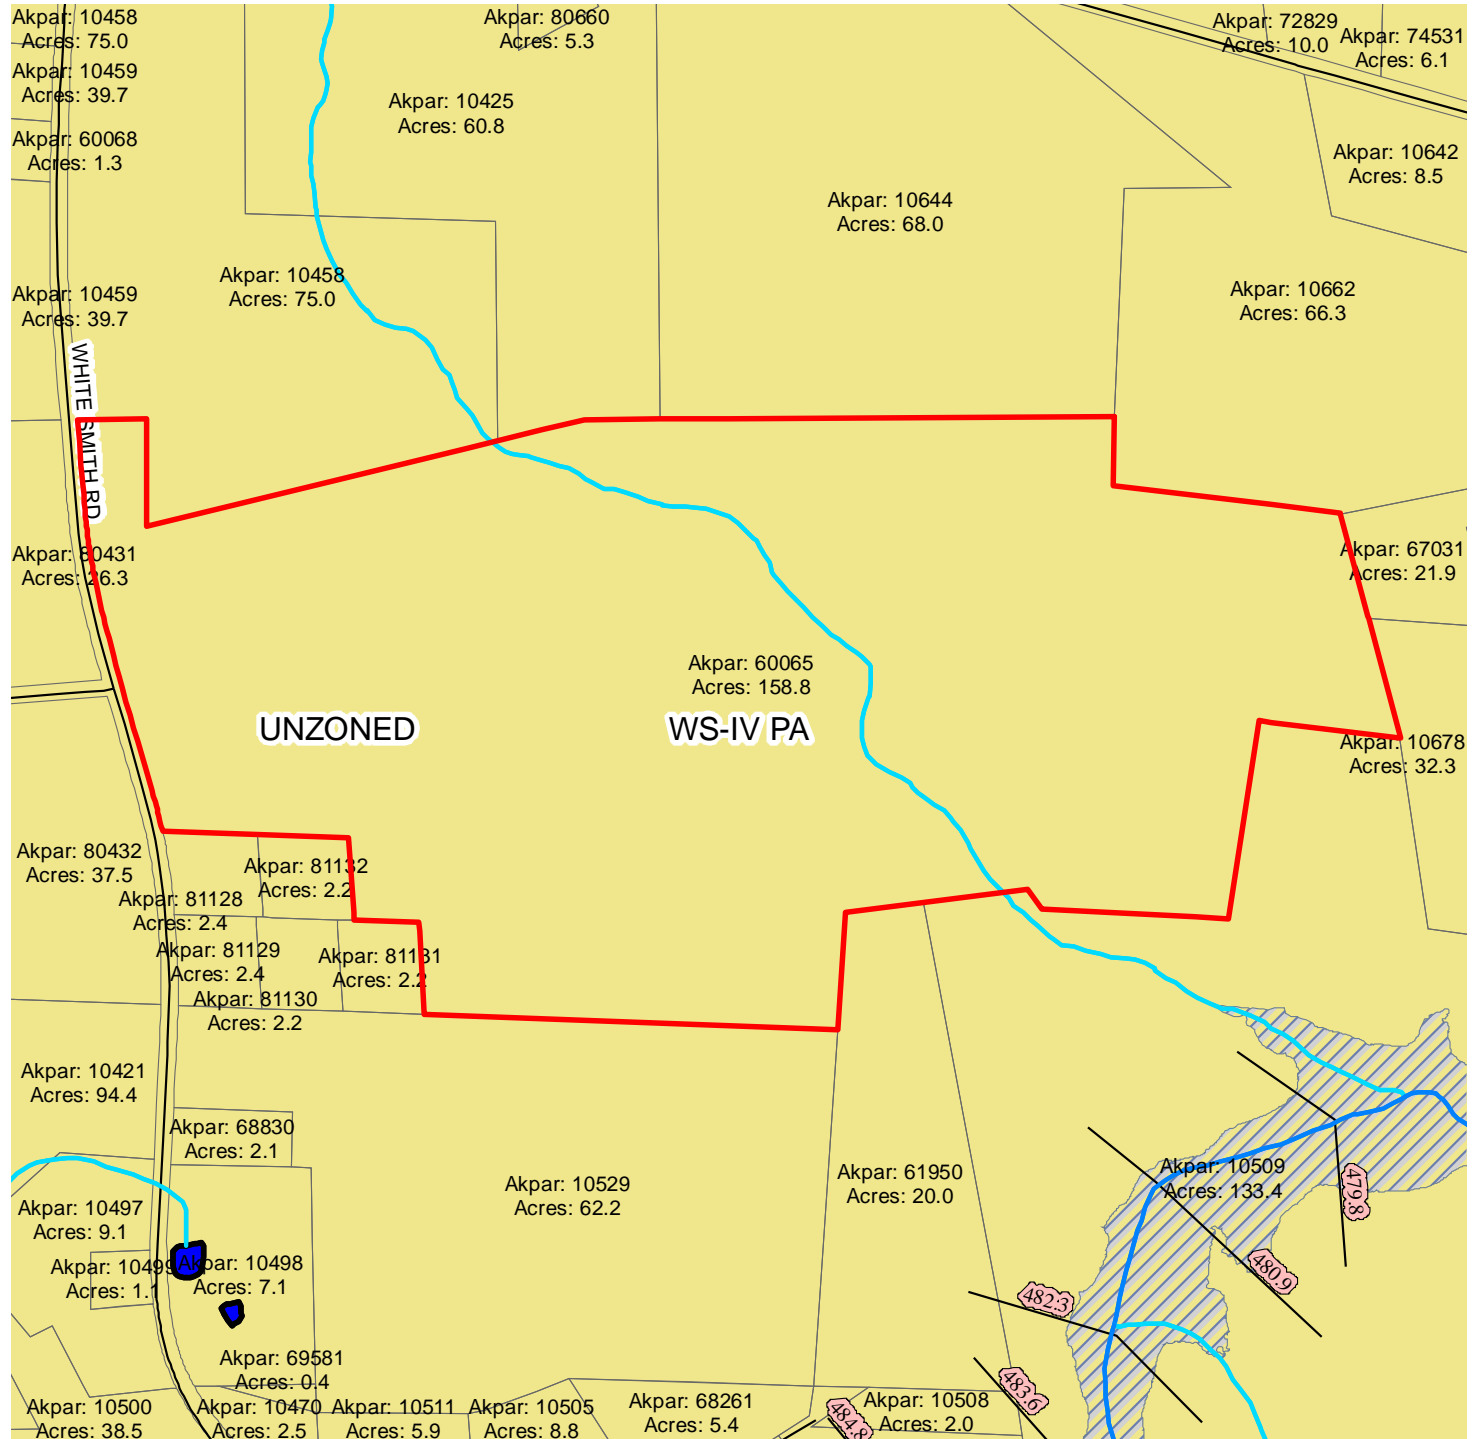 Akpar: 10458
Acres: 75.0
Akpar: 80660
Acres: 5.3
Akpar: 72829
Acres: 10.0
Akpar: 74531
Acres: 6.1
Akpar: 10459
Acres: 39.7
Akpar: 10425
Acres: 60.8
Akpar: 60068
Acres: 1.3
Akpar: 10642
Acres: 8.5
Akpar: 10644
Acres: 68.0
Akpar: 10458
Acres: 75.0
Akpar: 10459
Acres: 39.7
Akpar: 10662
Acres: 66.3
WHITE SMITH RD
Akpar: 80431
Acres: 26.3
Akpar: 67031
Acres: 21.9
Akpar: 60065
Acres: 158.8
UNZONED
WS-IV PA
Akpar: 10678
Acres: 32.3
Akpar: 80432
Acres: 37.5
Akpar: 81132
Acres: 2.2
Akpar: 81128
Acres: 2.4
Akpar: 81129
Acres: 2.4
Akpar: 81131
Acres: 2.2
Akpar: 81130
Acres: 2.2
Akpar: 10421
Acres: 94.4
Akpar: 68830
Acres: 2.1
Akpar: 10529
Acres: 62.2
Akpar: 61950
Acres: 20.0
Akpar: 10509
Acres: 133.4
479.8
Akpar: 10497
Acres: 9.1
Akpar: 10499
Acres: 1.1
Akpar: 10498
Acres: 7.1
480.9
482.3
Akpar: 69581
Acres: 0.4
483.6
Akpar: 10500
Acres: 38.5
Akpar: 10470
Acres: 2.5
Akpar: 10511
Acres: 5.9
Akpar: 10505
Acres: 8.8
Akpar: 68261
Acres: 5.4
484.8
Akpar: 10508
Acres: 2.0